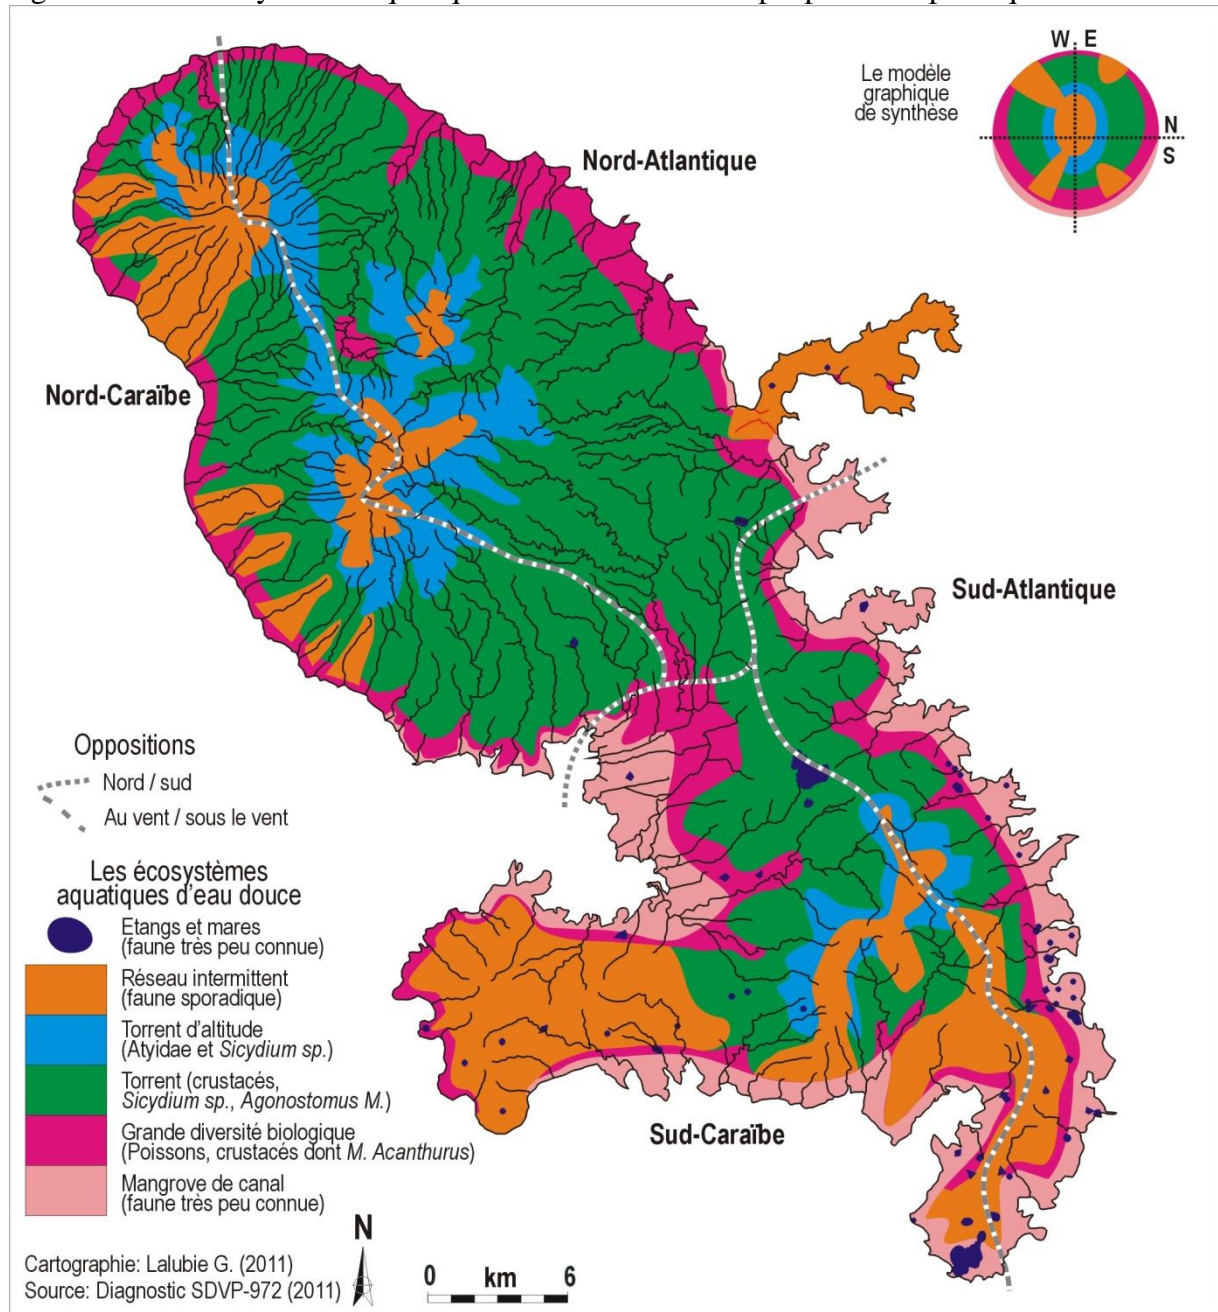 W E
Le modèle
graphique
de synthèse
N
S
Nord-Atlantique
Nord-Caraïbe
Sud-Atlantique
Sud-Caraïbe
Oppositions
Nord / sud
Au vent / sous le vent
Les écosystèmes
aquatiques d'eau douce
Etangs et mares
(faune très peu connue)
Réseau intermittent
(faune sporadique)
Torrent d'altitude
(Atyidae et Sicydium sp.)
Torrent (crustacés,
Sicydium sp., Agonostomus M.)
Grande diversité biologique
(Poissons, crustacés dont M. Acanthurus)
Mangrove de canal
(faune très peu connue)
Cartographie: Lalubie G. (2011)
Source: Diagnostic SDVP-972 (2011)
N
0 km 6